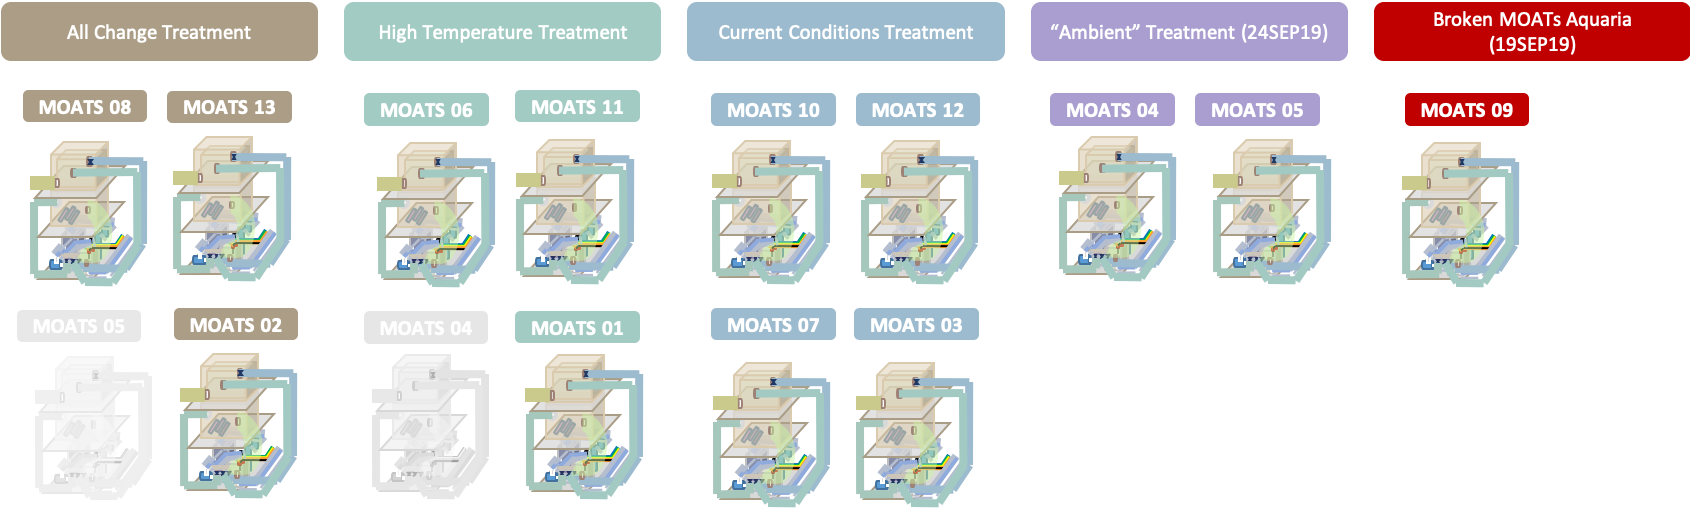 All Change Treatment
High Temperature Treatment
Current Conditions Treatment
“Ambient” Treatment (24SEP19)
Broken MOATs Aquaria
(19SEP19)
MOATS 08
MOATS 13
MOATS 06
MOATS 11
MOATS 10
MOATS 12
MOATS 04
MOATS 05
MOATS 09
MOATS 05
MOATS 02
MOATS 04
MOATS 01
MOATS 07
MOATS 03